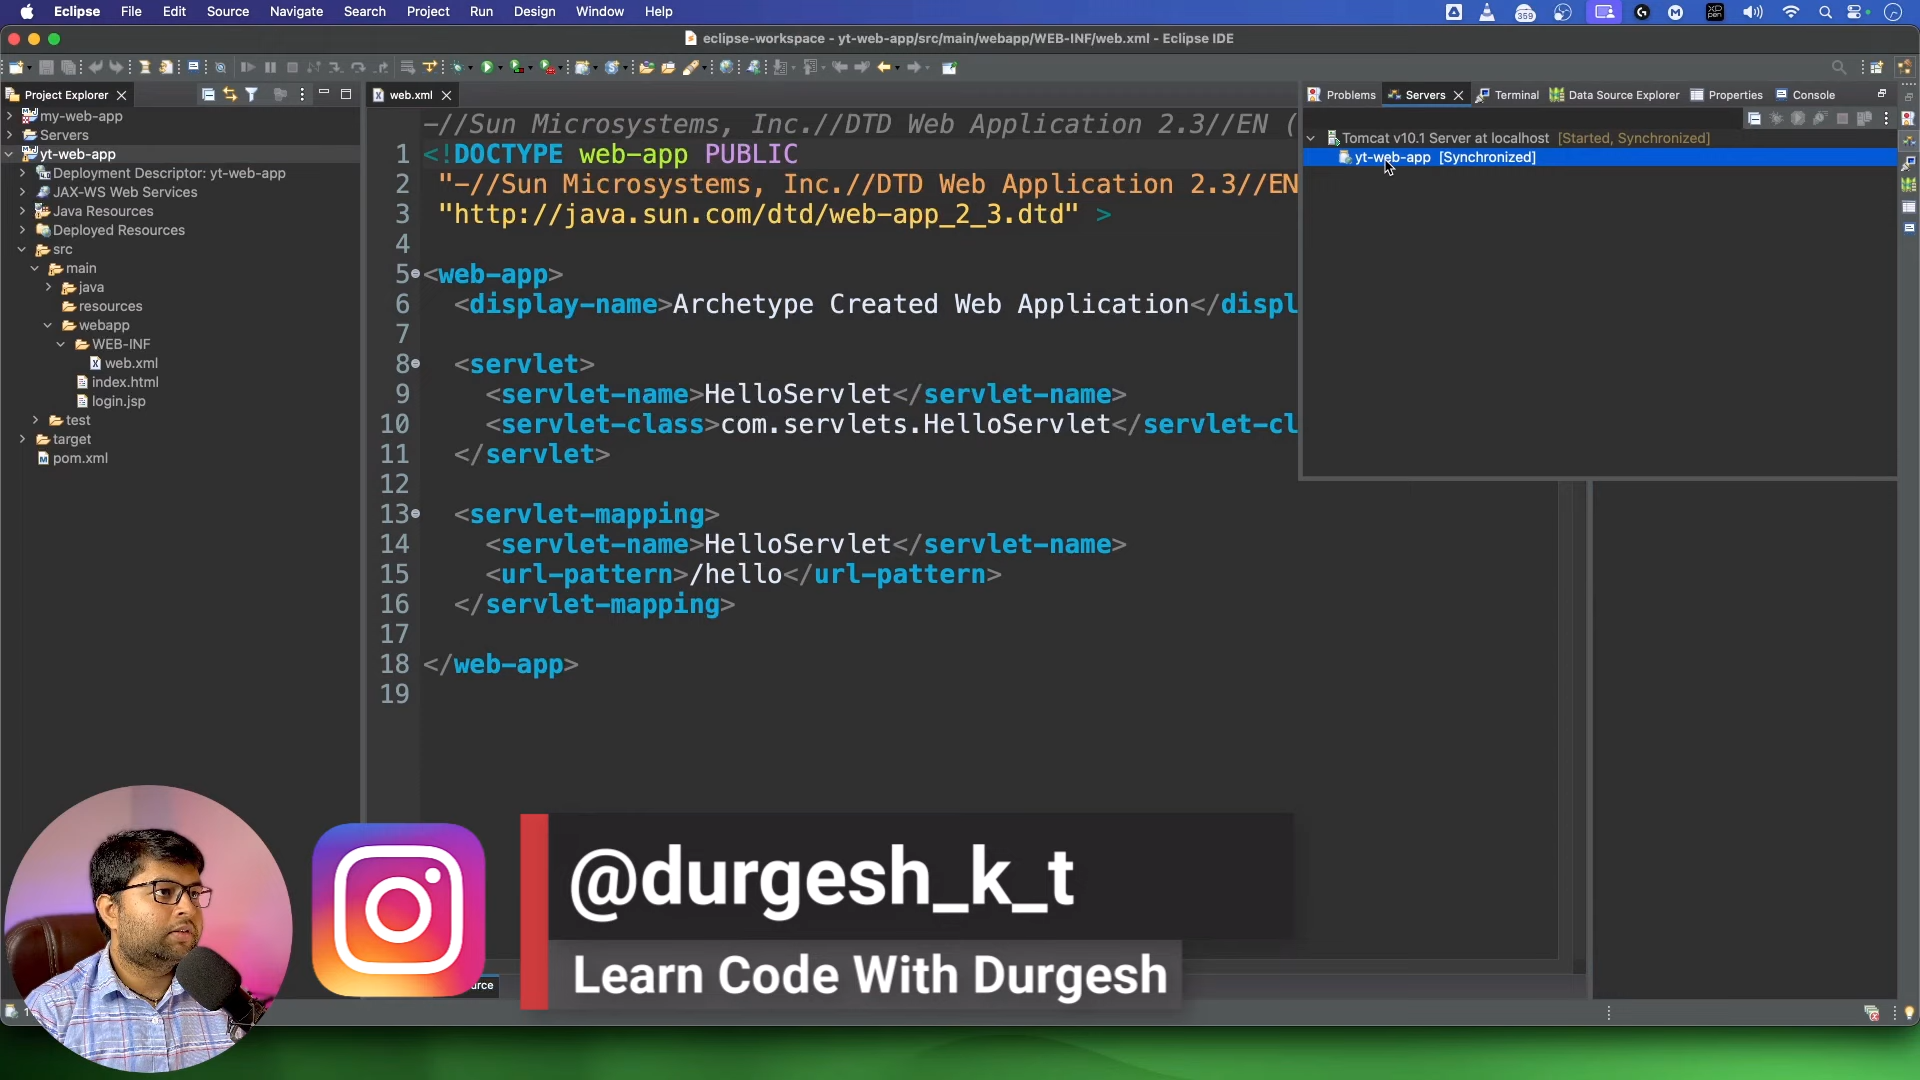 Eclipse File Edit Source Navigate Search Project Run Design Window Help
359
eclipse-workspace - yt-web-app/src/main/webapp/WEB-INF/web.xml - Eclipse IDE
Project Explorer
my-web-app
Servers
yt-web-app
Deployment Descriptor: yt-web-app
JAX-WS Web Services
Java Resources
Deployed Resources
src
main
java
resources
webapp
WEB-INF
web.xml
index.html
login.jsp
test
target
pom.xml
web.xml
-//Sun Microsystems, Inc.//DTD Web Application 2.3//EN (
1 <!DOCTYPE web-app PUBLIC
2 "-//Sun Microsystems, Inc.//DTD Web Application 2.3//EN
3 "http://java.sun.com/dtd/web-app_2_3.dtd" >
4
5 <web-app>
6 <display-name>Archetype Created Web Application</displ
7
8 <servlet>
9 <servlet-name>HelloServlet</servlet-name>
10 <servlet-class>com.servlets.HelloServlet</servlet-cl
11 </servlet>
12
13 <servlet-mapping>
14 <servlet-name>HelloServlet</servlet-name>
15 <url-pattern>/hello</url-pattern>
16 </servlet-mapping>
17
18 </web-app>
19
Problems Servers Terminal Data Source Explorer Properties Console
Tomcat v10.1 Server at localhost [Started, Synchronized]
yt-web-app [Synchronized]
@durgesh_k_t
Learn Code With Durgesh
urce